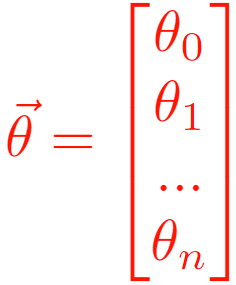 θ⃗ = [θ₀
θ₁
...
θₙ]